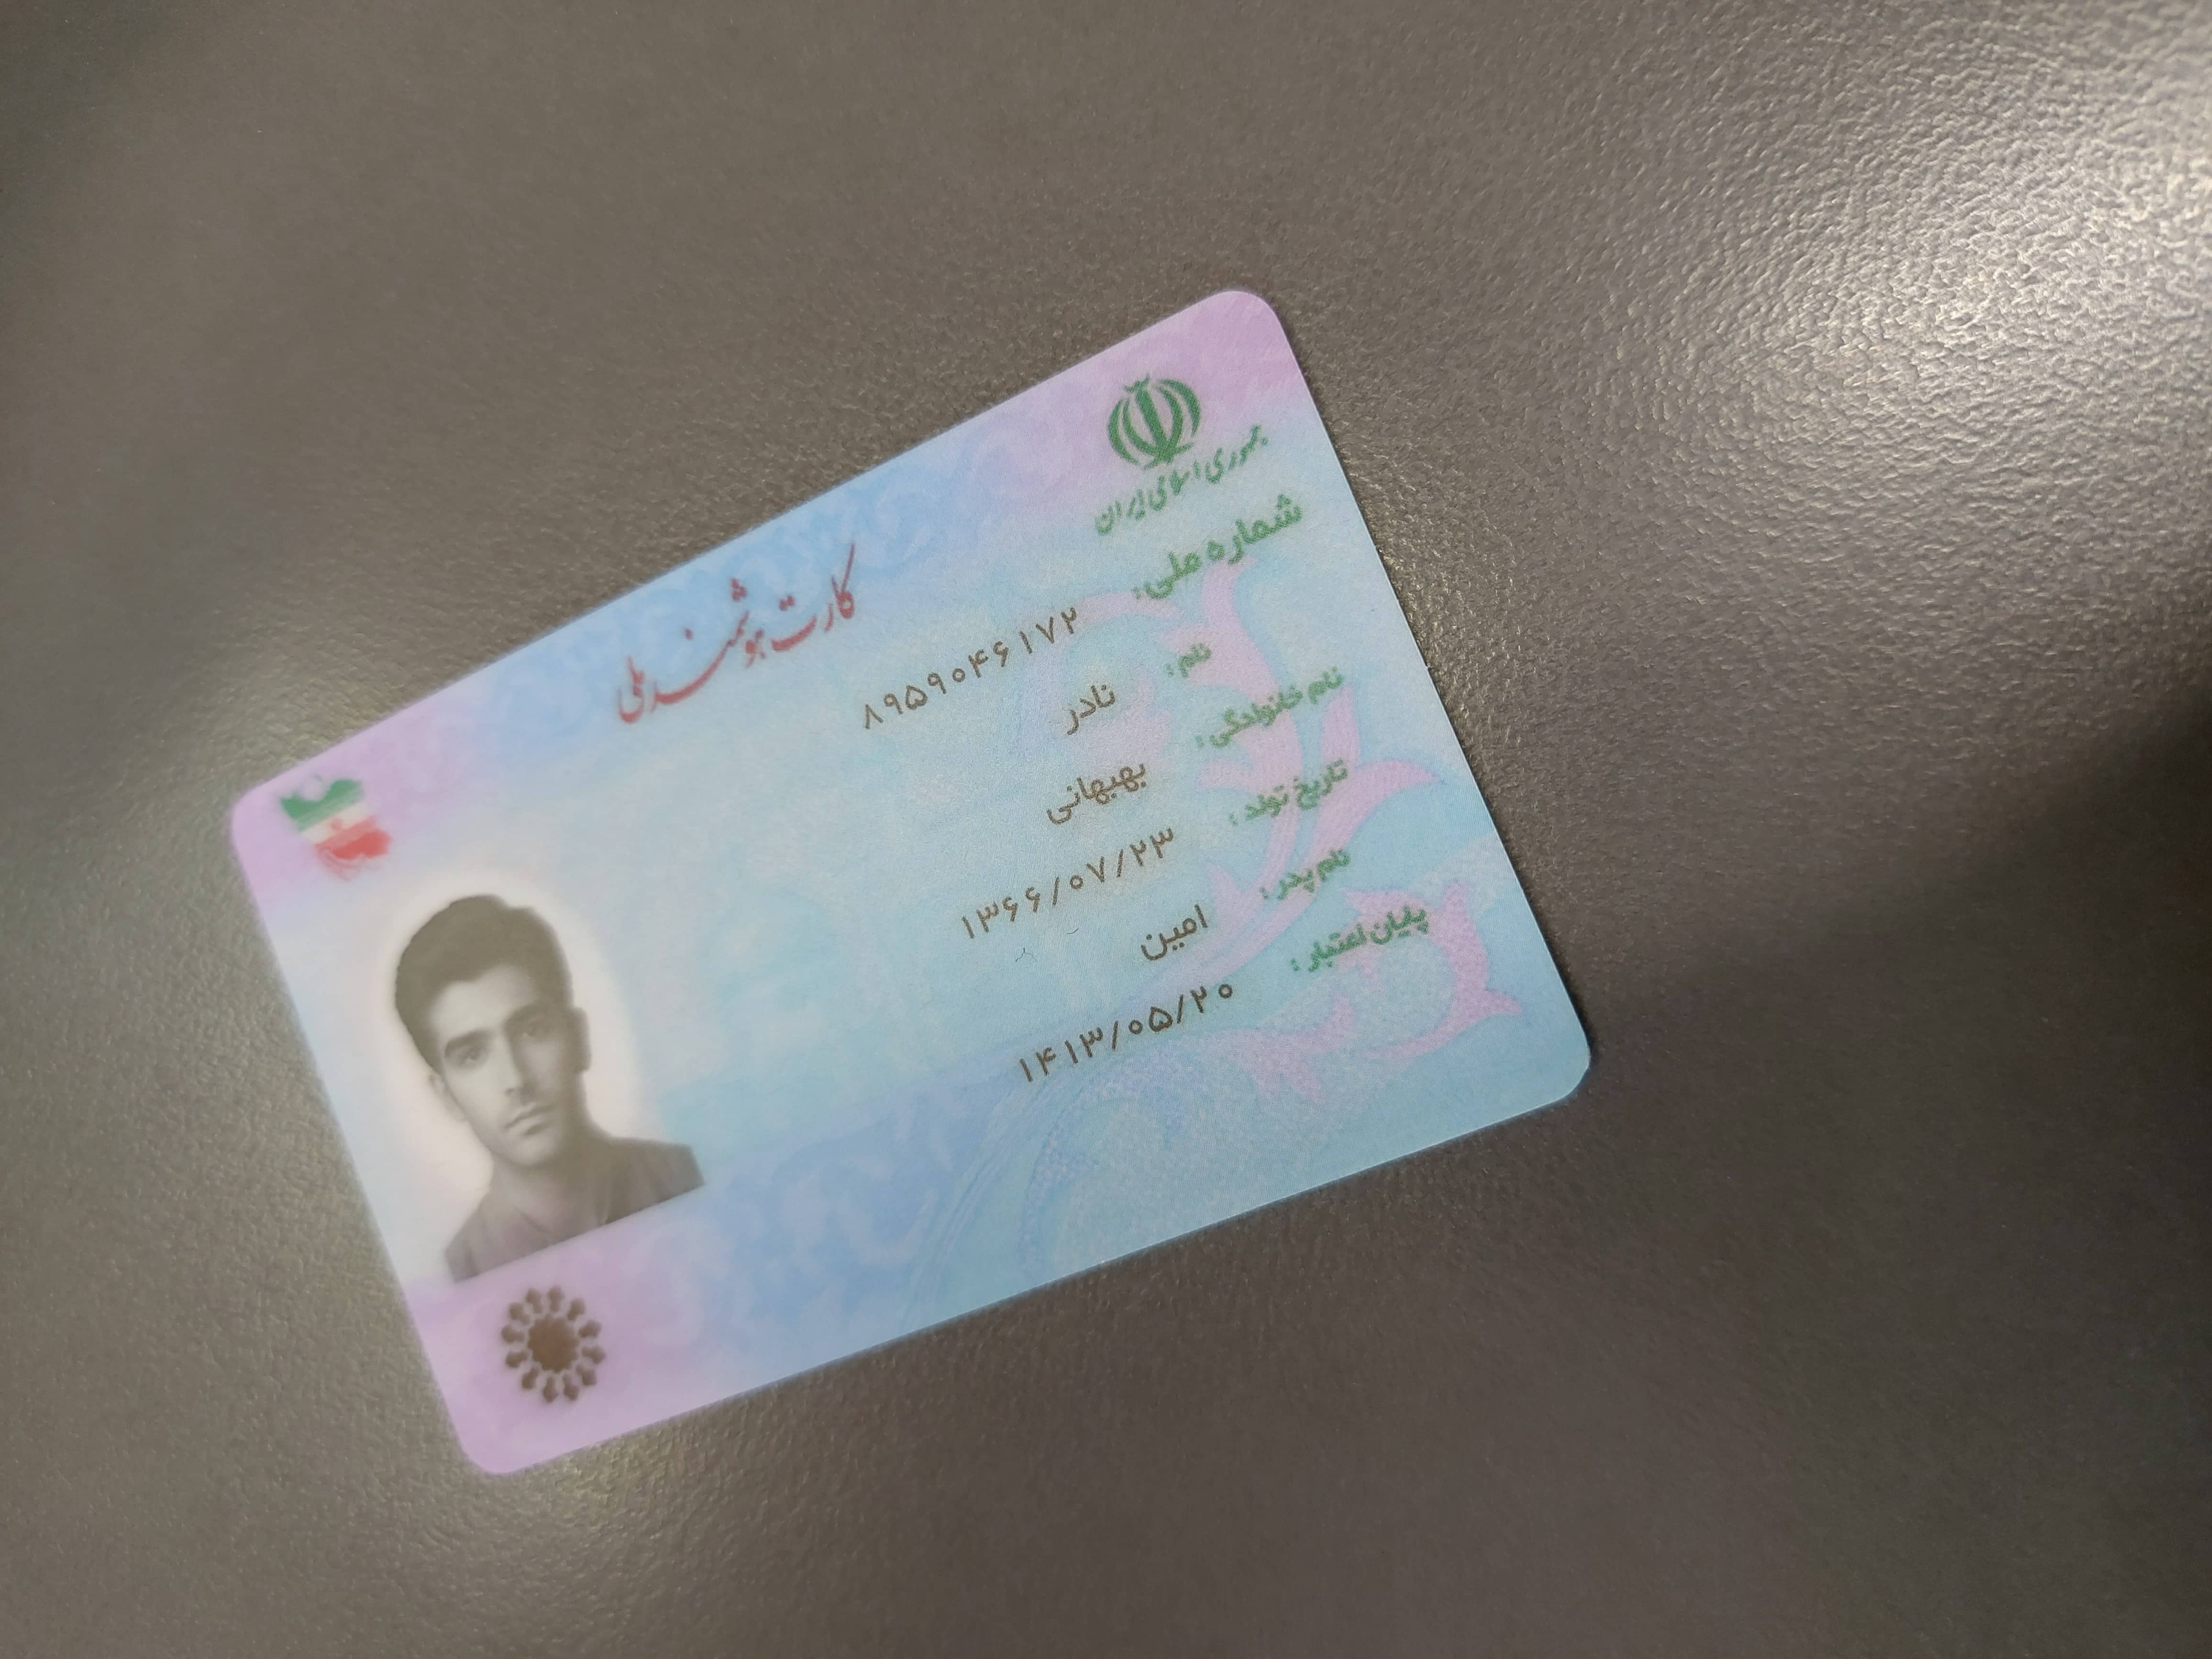 جمهوری اسلامی ایران
کارت هوشمند ملی
شماره ملی: ۸۹۵۹۰۴۶۱۷۲
نام: نادر
نام خانوادگی: بهبهانی
تاریخ تولد: ۱۳۶۶/۰۷/۲۳
نام پدر: امین
پایان اعتبار: ۱۴۱۳/۰۵/۲۰